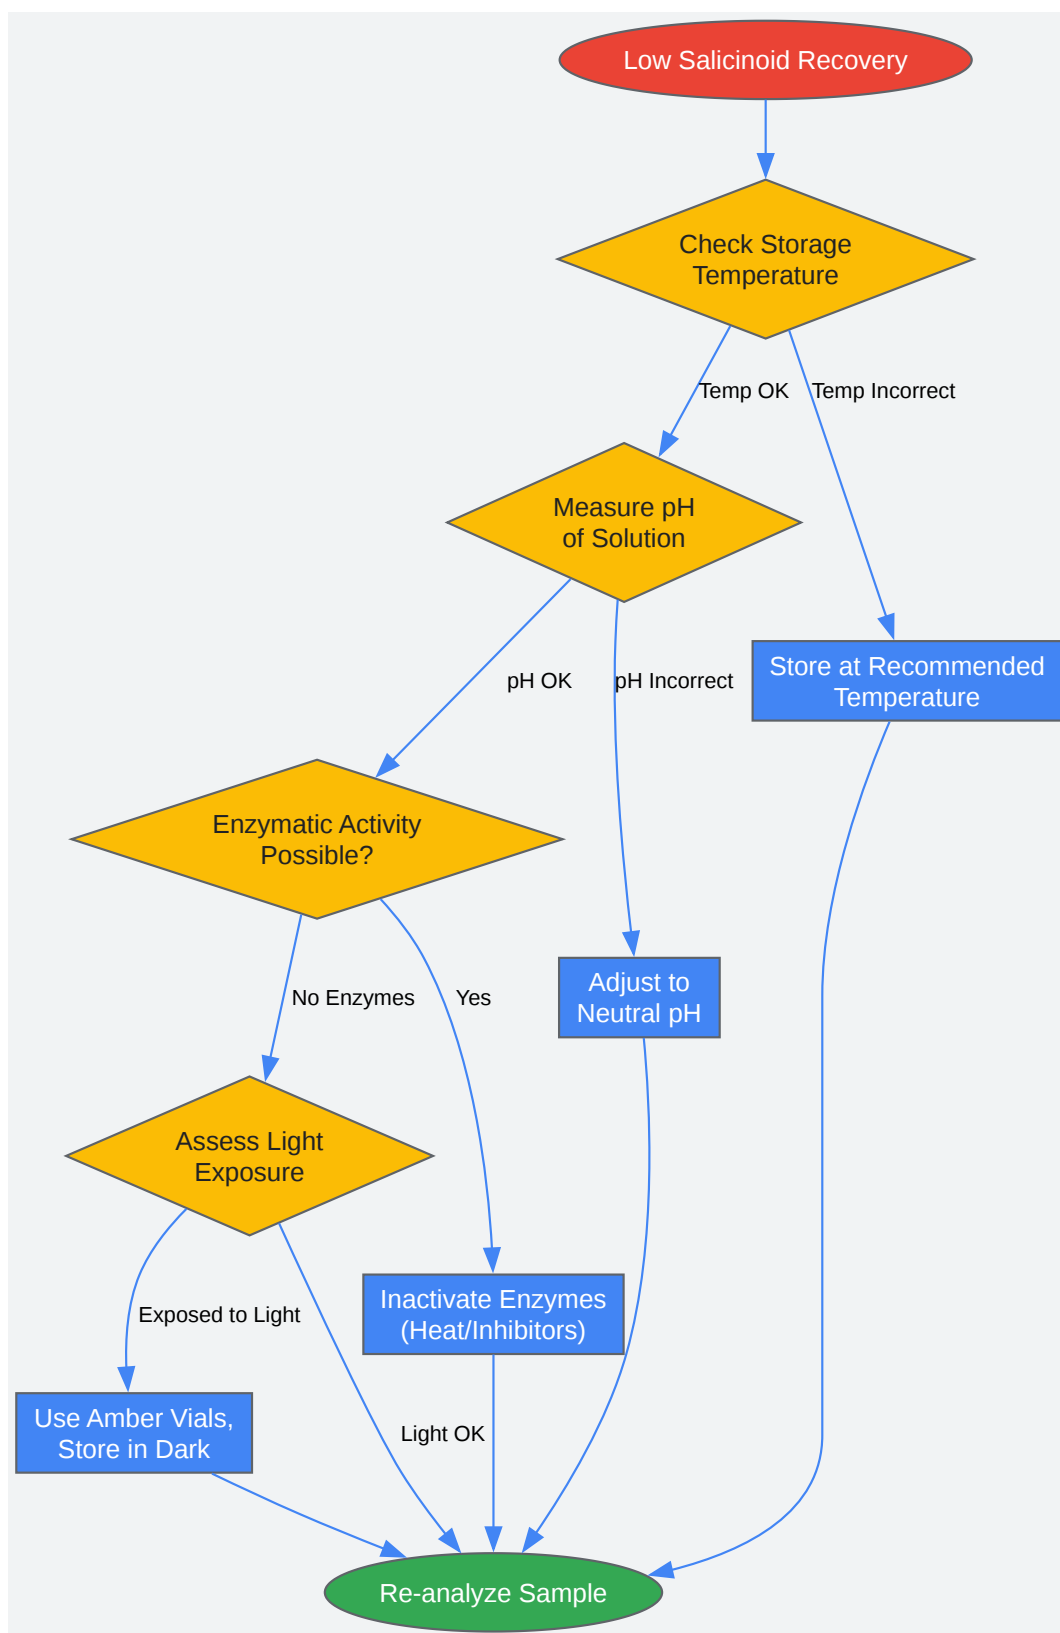 Low Salicinoid Recovery
Check Storage
Temperature
Temp OK
Temp Incorrect
Measure pH
of Solution
pH OK
pH Incorrect
Store at Recommended
Temperature
Enzymatic Activity
Possible?
No Enzymes
Yes
Adjust to
Neutral pH
Assess Light
Exposure
Exposed to Light
Inactivate Enzymes
(Heat/Inhibitors)
Use Amber Vials,
Store in Dark
Light OK
Re-analyze Sample